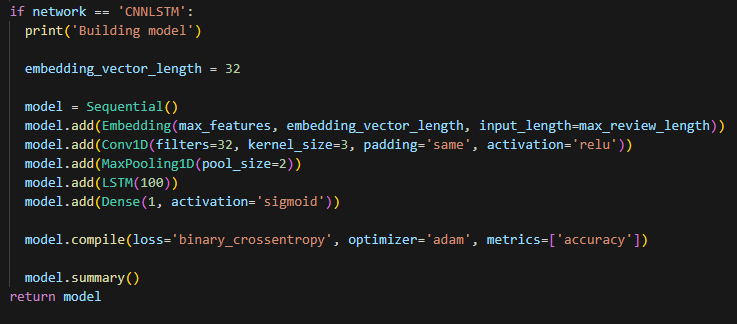 if network == 'CNNLSTM':
print('Building model')
embedding_vector_length = 32
model = Sequential()
model.add(Embedding(max_features, embedding_vector_length, input_length=max_review_length))
model.add(Conv1D(filters=32, kernel_size=3, padding='same', activation='relu'))
model.add(MaxPooling1D(pool_size=2))
model.add(LSTM(100))
model.add(Dense(1, activation='sigmoid'))
model.compile(loss='binary_crossentropy', optimizer='adam', metrics=['accuracy'])
model.summary()
return model